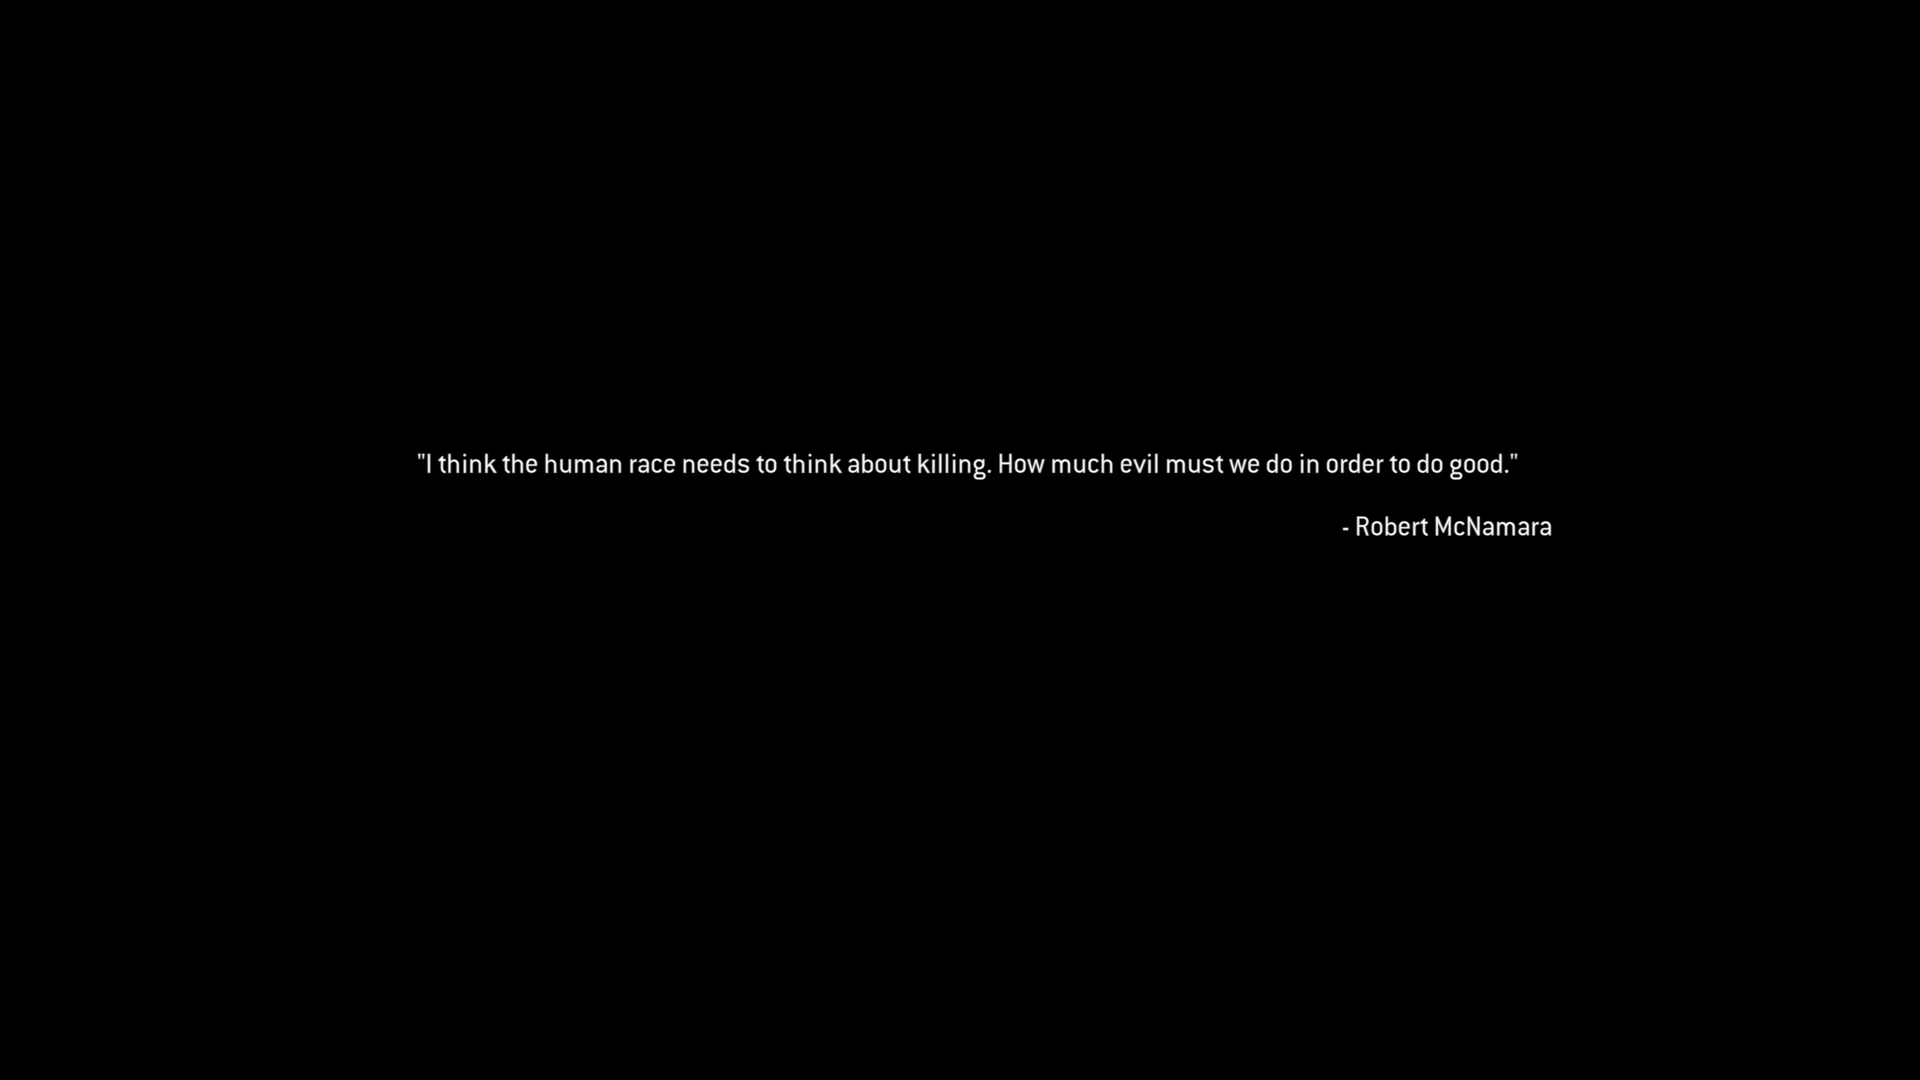 "I think the human race needs to think about killing. How much evil must we do in order to do good."
- Robert McNamara